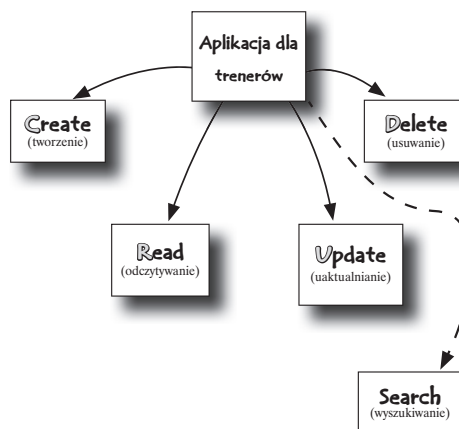 Aplikacja dla
trenerów
Create
(tworzenie)
Delete
(usuwanie)
Read
(odczytywanie)
Update
(uaktualnianie)
Search
(wyszukiwanie)